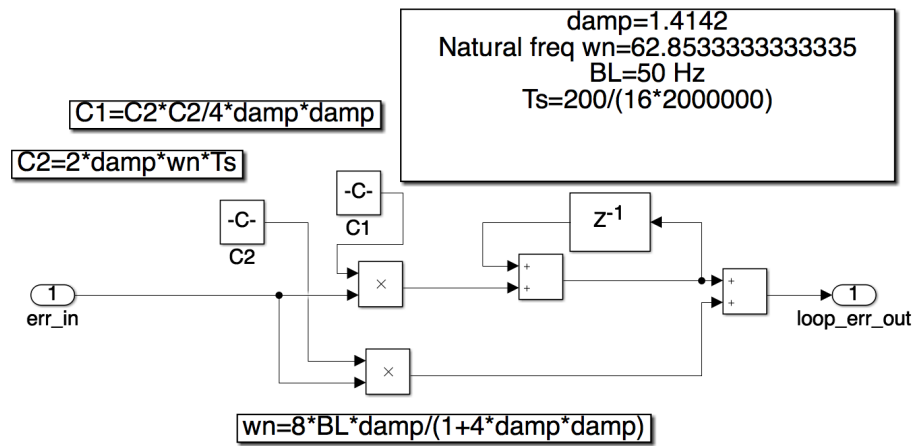 damp=1.4142
Natural freq wn=62.8533333333335
BL=50 Hz
Ts=200/(16*2000000)
C1=C2*C2/4*damp*damp
C2=2*damp*wn*Ts
-C-
C1
-C-
C2
z-1
+
+
×
+
+
1
err_in
1
loop_err_out
×
wn=8*BL*damp/(1+4*damp*damp)